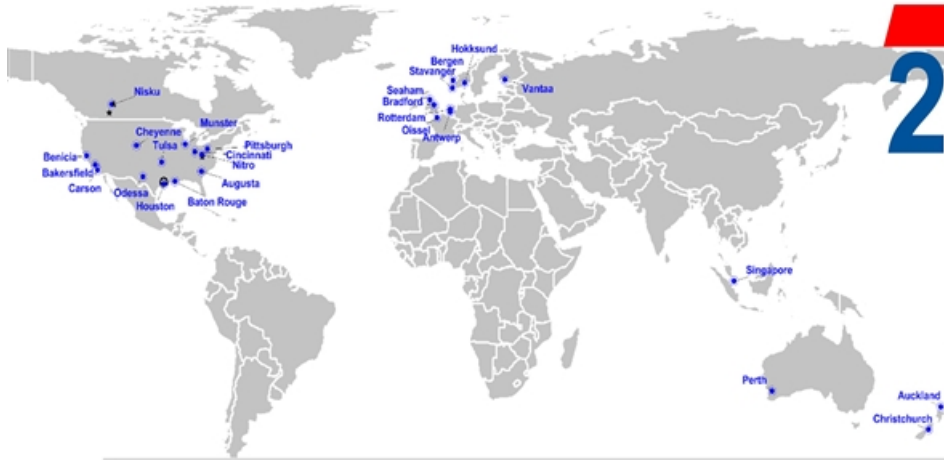 2
Hokksund
Bergen
Stavanger
Vantaa
Seaham
Bradford
Rotterdam
Oissel
Antwerp
Nisku
Munster
Cheyenne
Tulsa
Pittsburgh
Cincinnati
Nitro
Benicia
Bakersfield
Carson
Augusta
Odessa
Houston
Baton Rouge
Singapore
Perth
Auckland
Christchurch